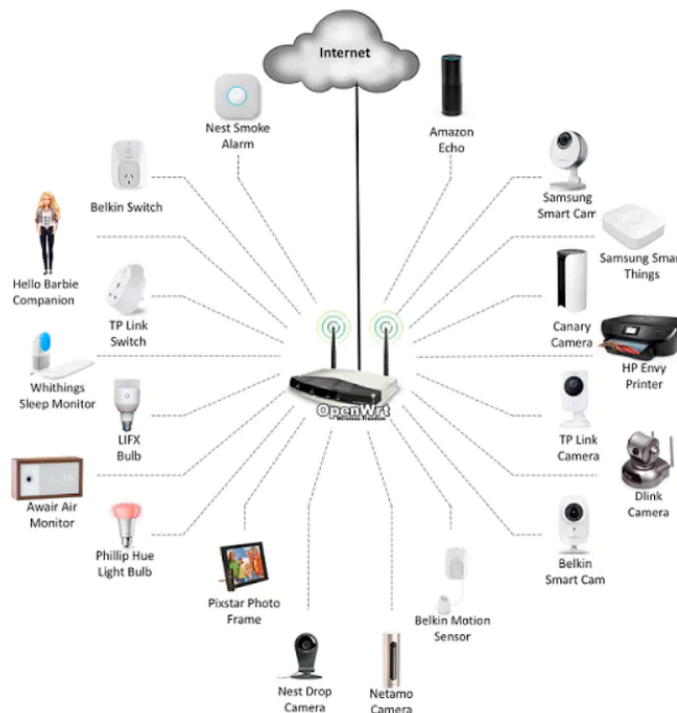 Internet
Nest Smoke
Alarm
Amazon
Echo
Belkin Switch
Samsung
Smart Cam
Hello Barbie
Companion
Samsung Smar
Things
TP Link
Switch
Canary
Camera
HP Envy
Printer
Whithings
Sleep Monitor
OpenWrt
Wireless Freedom
LIFX
Bulb
TP Link
Camera
Awair Air
Monitor
Dlink
Camera
Phillip Hue
Light Bulb
Belkin
Smart Cam
Pixstar Photo
Frame
Belkin Motion
Sensor
Nest Drop
Camera
Netamo
Camera